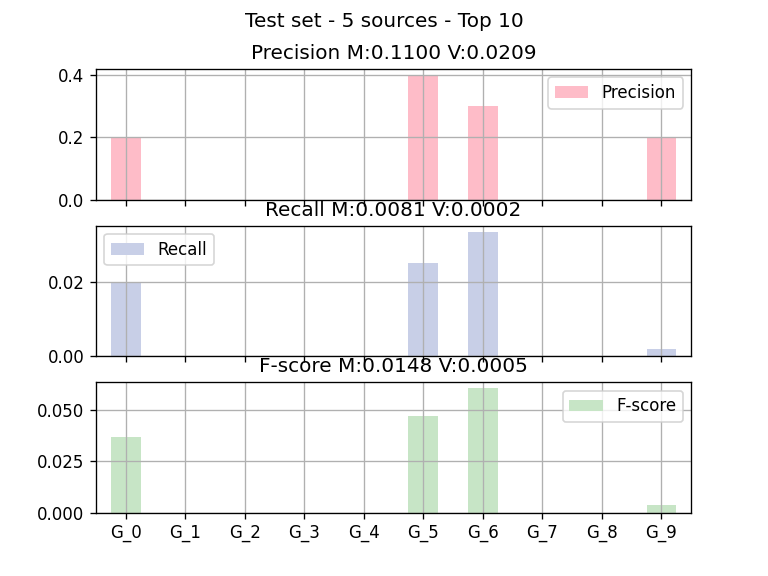 Test set - 5 sources - Top 10
Precision M:0.1100 V:0.0209
0.4
Precision
0.2
0.0
Recall M:0.0081 V:0.0002
Recall
0.02
0.00
F-score M:0.0148 V:0.0005
F-score
0.050
0.025
0.000
G_0 G_1 G_2 G_3 G_4 G_5 G_6 G_7 G_8 G_9